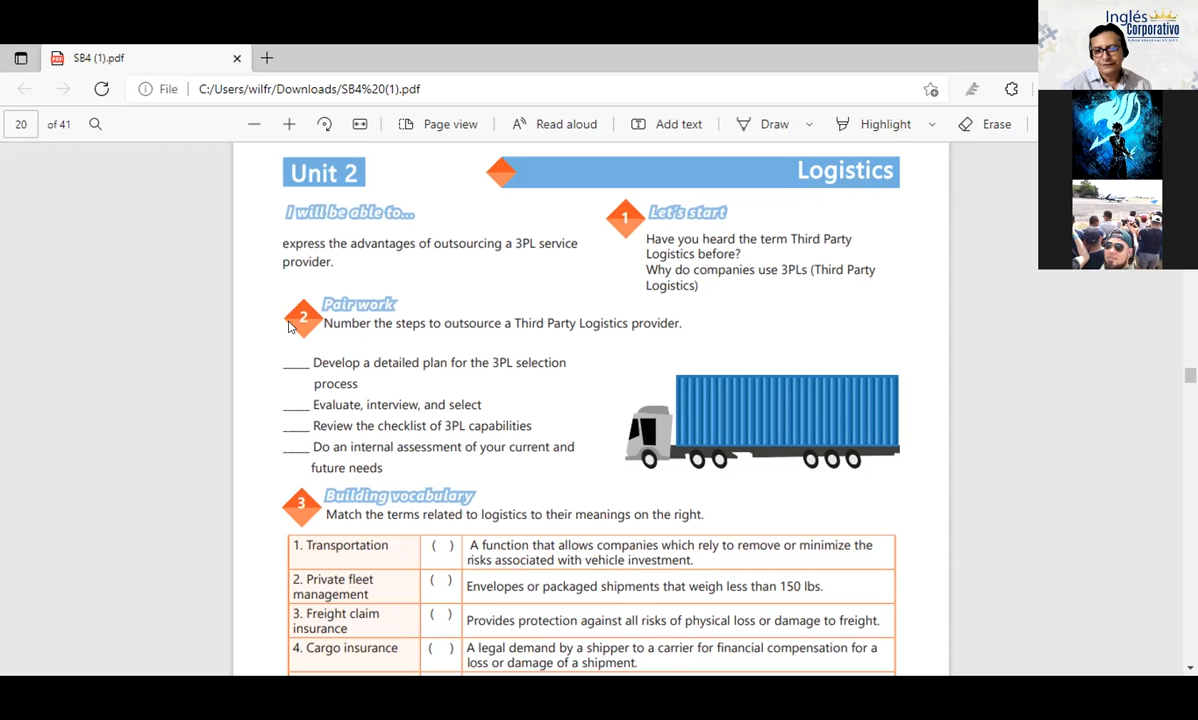 SB4 (1).pdf
File
C:/Users/wilfr/Downloads/SB4%20(1).pdf
20
of 41
Page view
Read aloud
Add text
Draw
Highlight
Erase
Inglés
Corporativo
Unit 2
Logistics
I will be able to...
express the advantages of outsourcing a 3PL service
provider.
1
Let's start
Have you heard the term Third Party
Logistics before?
Why do companies use 3PLs (Third Party
Logistics)
2
Pair work
Number the steps to outsource a Third Party Logistics provider.
____ Develop a detailed plan for the 3PL selection
process
____ Evaluate, interview, and select
____ Review the checklist of 3PL capabilities
____ Do an internal assessment of your current and
future needs
3
Building vocabulary
Match the terms related to logistics to their meanings on the right.
1. Transportation
( )
A function that allows companies which rely to remove or minimize the
risks associated with vehicle investment.
2. Private fleet
management
( )
Envelopes or packaged shipments that weigh less than 150 lbs.
3. Freight claim
insurance
( )
Provides protection against all risks of physical loss or damage to freight.
4. Cargo insurance
( )
A legal demand by a shipper to a carrier for financial compensation for a
loss or damage of a shipment.